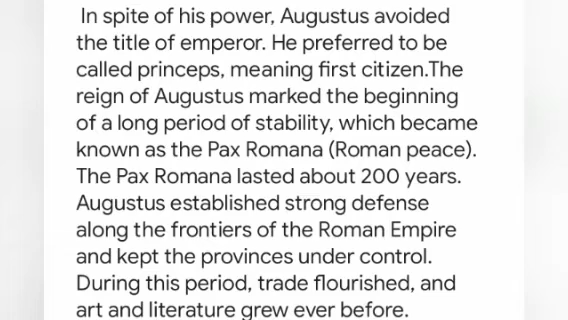 In spite of his power, Augustus avoided
the title of emperor. He preferred to be
called princeps, meaning first citizen.The
reign of Augustus marked the beginning
of a long period of stability, which became
known as the Pax Romana (Roman peace).
The Pax Romana lasted about 200 years.
Augustus established strong defense
along the frontiers of the Roman Empire
and kept the provinces under control.
During this period, trade flourished, and
art and literature grew ever before.